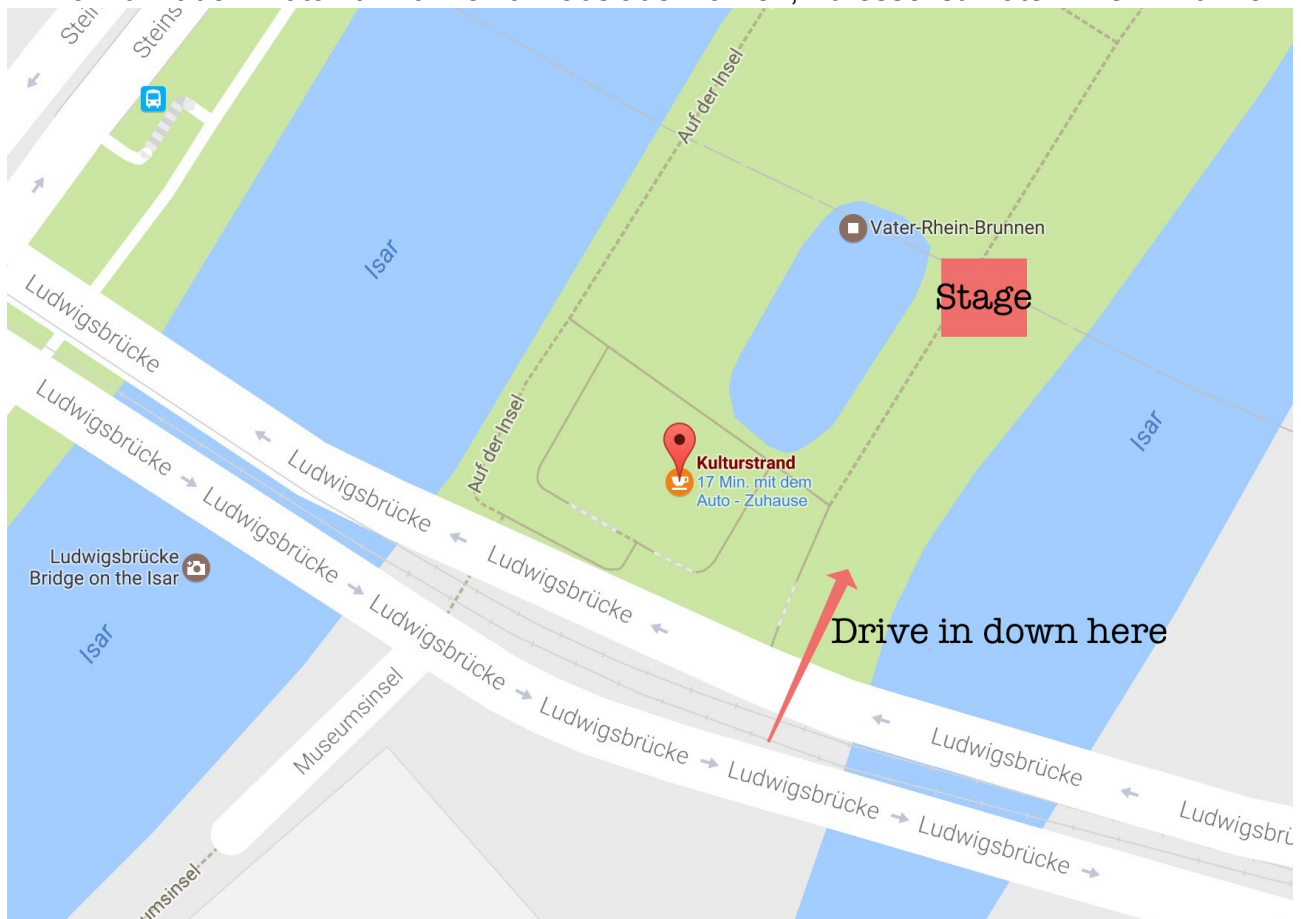 Steins
Steins
Auf der Insel
Vater-Rhein-Brunnen
Isar
Stage
Ludwigsbrücke
Ludwigsbrücke
Ludwigsbrücke
Isar
Auf der Insel
Kulturstrand
17 Min. mit dem
Auto - Zuhause
Ludwigsbrücke
Ludwigsbrücke
Ludwigsbrücke
Bridge on the Isar
Isar
Ludwigsbrücke
Drive in down here
Museumsinsel
Ludwigsbrücke
Ludwigsbrücke
Ludwigsbrücke
Ludwigsbrücke
Ludwigsbrü
Ludwigsbrücke
umsinsel